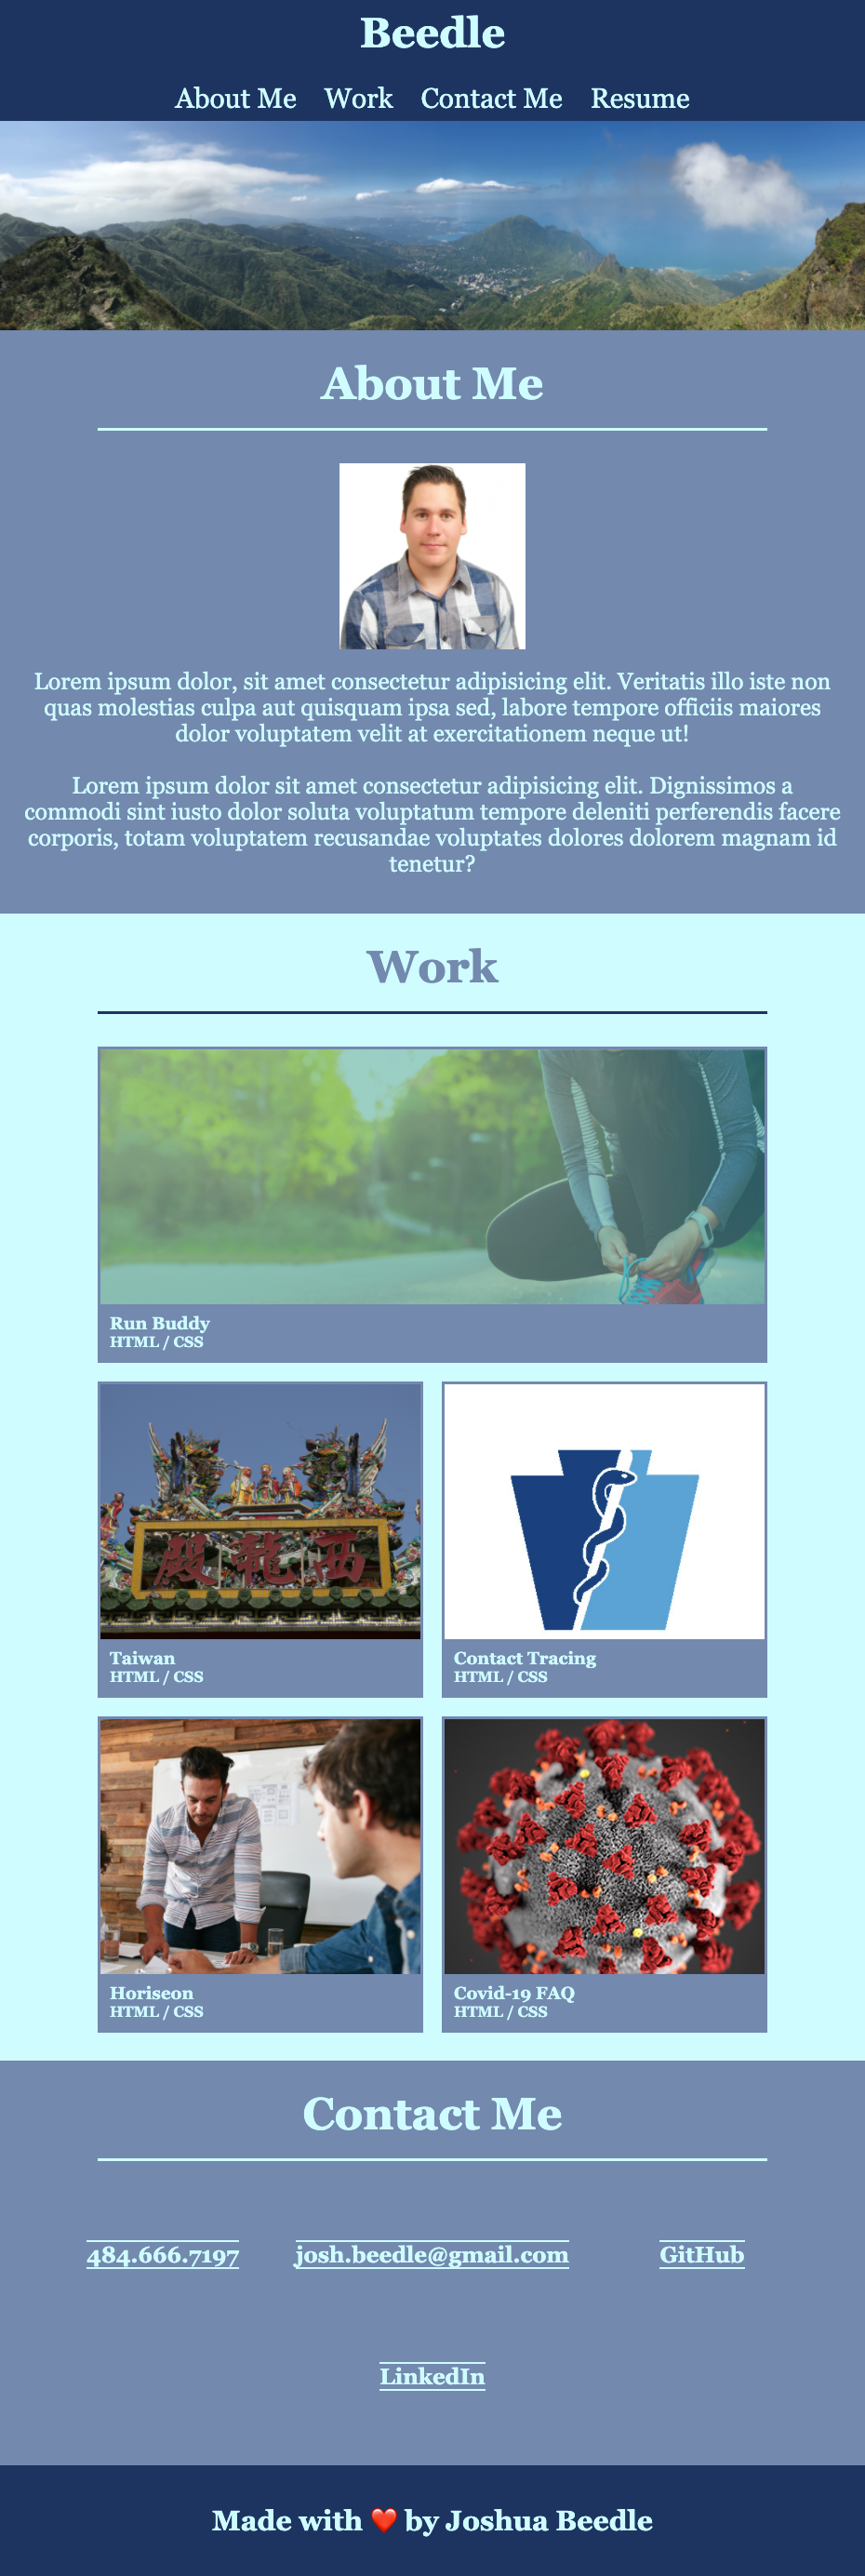 Beedle
About Me Work Contact Me Resume
About Me
Lorem ipsum dolor, sit amet consectetur adipisicing elit. Veritatis illo iste non
quas molestias culpa aut quisquam ipsa sed, labore tempore officiis maiores
dolor voluptatem velit at exercitationem neque ut!
Lorem ipsum dolor sit amet consectetur adipisicing elit. Dignissimos a
commodi sint iusto dolor soluta voluptatum tempore deleniti perferendis facere
corporis, totam voluptatem recusandae voluptates dolores dolorem magnam id
tenetur?
Work
Run Buddy
HTML / CSS
殿瀧西
Taiwan
HTML / CSS
Contact Tracing
HTML / CSS
Horiseon
HTML / CSS
Covid-19 FAQ
HTML / CSS
Contact Me
484.666.7197 josh.beedle@gmail.com GitHub
LinkedIn
Made with ❤️ by Joshua Beedle